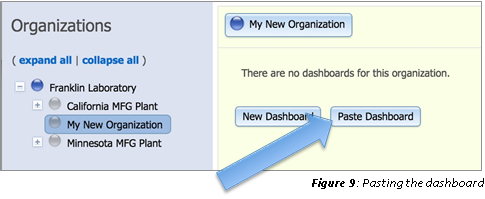 Organizations
( expand all | collapse all )
Franklin Laboratory
California MFG Plant
My New Organization
Minnesota MFG Plant
My New Organization
There are no dashboards for this organization.
New Dashboard Paste Dashboard
Figure 9: Pasting the dashboard